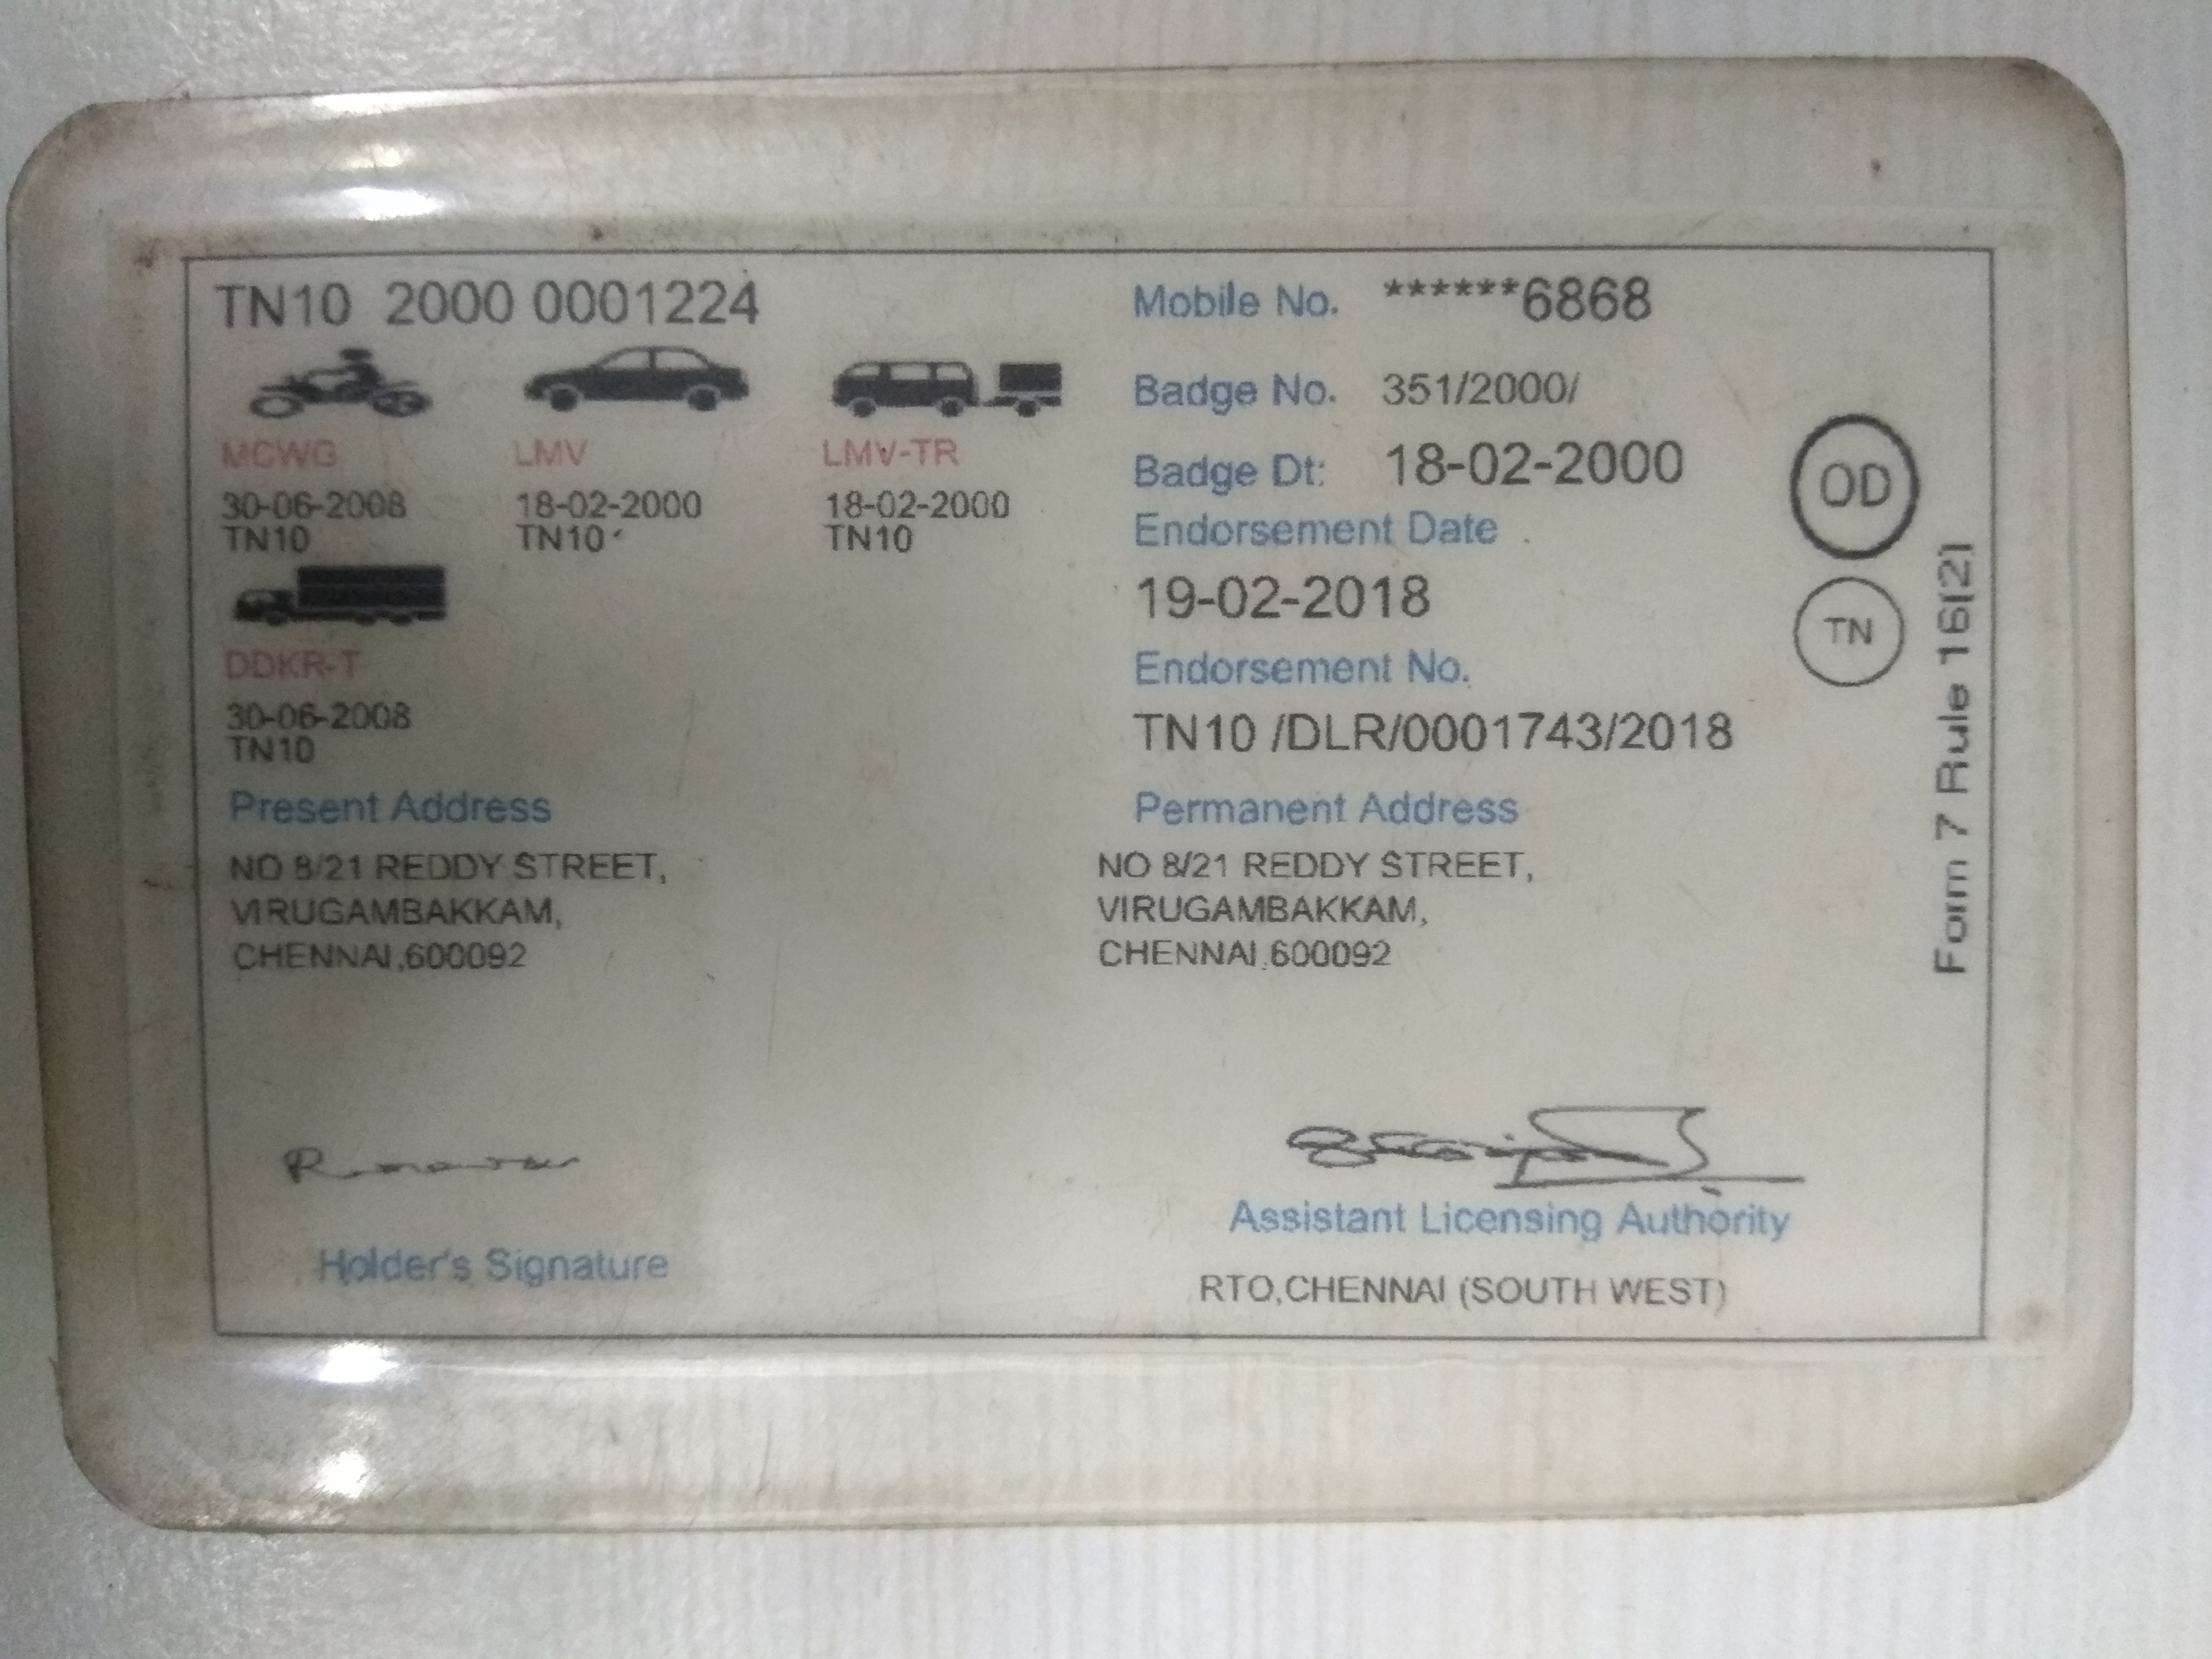 TN10 2000 0001224
MCWG LMV LMV-TR
30-06-2008 18-02-2000 18-02-2000
TN10 TN10 TN10
DDKR-T
30-06-2008
TN10
Mobile No. ******6868
Badge No. 351/2000/
Badge Dt: 18-02-2000
Endorsement Date
19-02-2018
Endorsement No.
TN10 /DLR/0001743/2018
OD
TN
Form 7 Rule 16(2)
Present Address
NO 8/21 REDDY STREET,
VIRUGAMBAKKAM,
CHENNAI,600092
Permanent Address
NO 8/21 REDDY STREET,
VIRUGAMBAKKAM,
CHENNAI,600092
Holder's Signature
Assistant Licensing Authority
RTO,CHENNAI (SOUTH WEST)